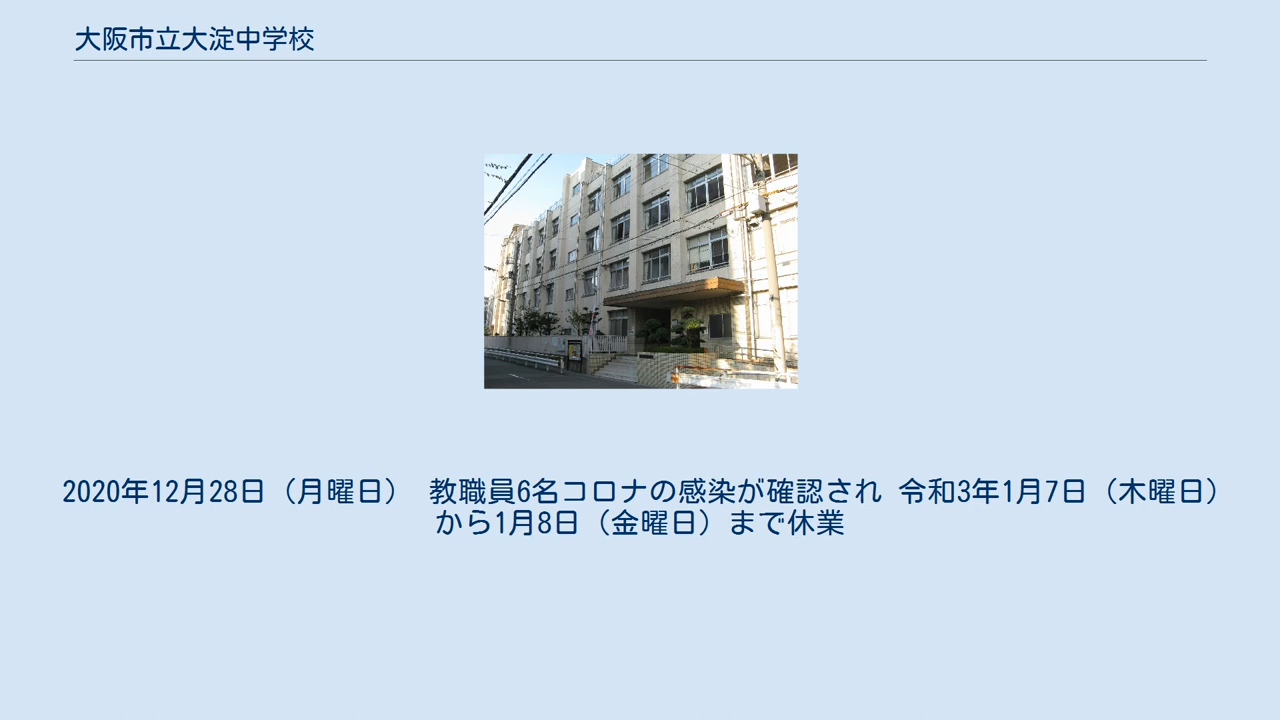 大阪市立大淀中学校
2020年12月28日（月曜日）　教職員6名コロナの感染が確認され 令和3年1月7日（木曜日）
から1月8日（金曜日）まで休業